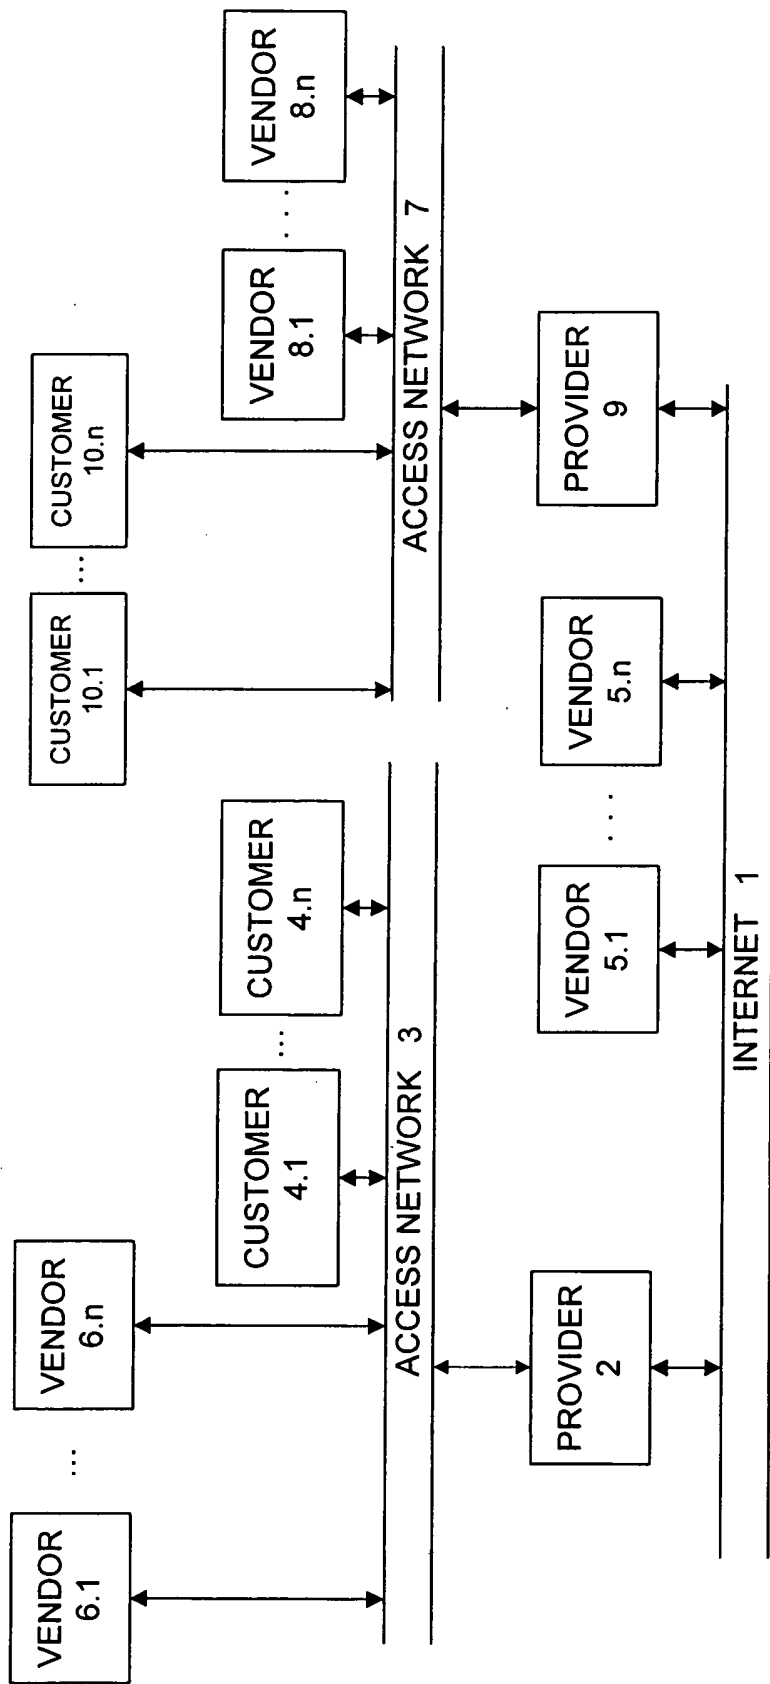 VENDOR
6.1
...
VENDOR
6.n
CUSTOMER
10.1
...
CUSTOMER
10.n
CUSTOMER
4.1
...
CUSTOMER
4.n
VENDOR
8.1
. . .
VENDOR
8.n
ACCESS NETWORK 3
ACCESS NETWORK 7
PROVIDER
2
VENDOR
5.1
. . .
VENDOR
5.n
PROVIDER
9
INTERNET 1